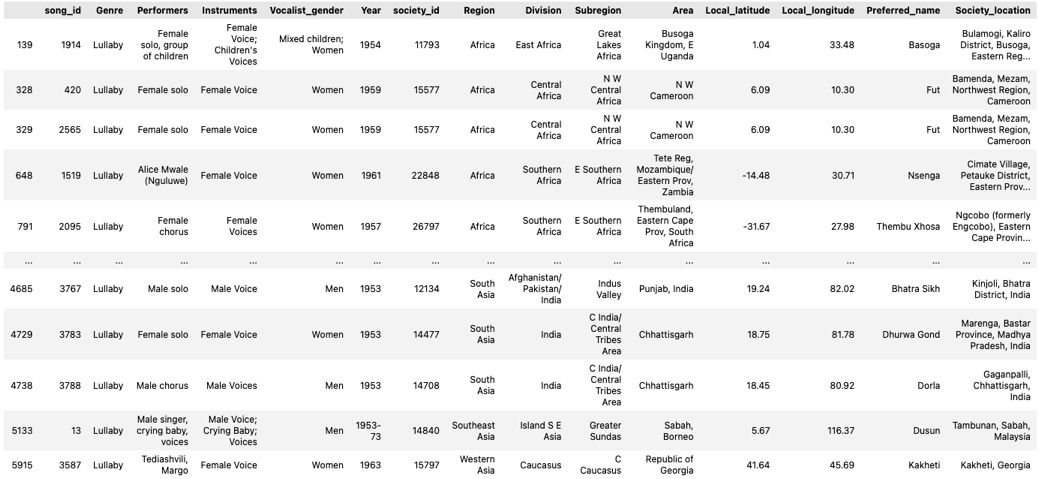 song_id Genre Performers Instruments Vocalist_gender Year society_id Region Division Subregion Area Local_latitude Local_longitude Preferred_name Society_location
139 1914 Lullaby Female solo, group of children Female Voice; Children's Voices Mixed children; Women 1954 11793 Africa East Africa Great Lakes Africa Busoga Kingdom, E Uganda 1.04 33.48 Basoga Bulamogi, Kaliro District, Busoga, Eastern Reg...
328 420 Lullaby Female solo Female Voice Women 1959 15577 Africa Central Africa N W Central Africa N W Cameroon 6.09 10.30 Fut Bamenda, Mezam, Northwest Region, Cameroon
329 2565 Lullaby Female solo Female Voice Women 1959 15577 Africa Central Africa N W Central Africa N W Cameroon 6.09 10.30 Fut Bamenda, Mezam, Northwest Region, Cameroon
648 1519 Lullaby Alice Mwale (Nguluwe) Female Voice Women 1961 22848 Africa Southern Africa E Southern Africa Tete Reg, Mozambique/ Eastern Prov, Zambia -14.48 30.71 Nsenga Cimate Village, Petauke District, Eastern Prov...
791 2095 Lullaby Female chorus Female Voices Women 1957 26797 Africa Southern Africa E Southern Africa Thembuland, Eastern Cape Prov, South Africa -31.67 27.98 Thembu Xhosa Ngcobo (formerly Engcobo), Eastern Cape Provin...
... ... ... ... ... ... ... ... ... ... ... ... ... ... ... ...
4685 3767 Lullaby Male solo Male Voice Men 1953 12134 South Asia Afghanistan/ Pakistan/ India Indus Valley Punjab, India 19.24 82.02 Bhatra Sikh Kinjoli, Bhatra District, India
4729 3783 Lullaby Female solo Female Voice Women 1953 14477 South Asia India C India/ Central Tribes Area Chhattisgarh 18.75 81.78 Dhurwa Gond Marenga, Bastar Province, Madhya Pradesh, India
4738 3788 Lullaby Male chorus Male Voices Men 1953 14708 South Asia India C India/ Central Tribes Area Chhattisgarh 18.45 80.92 Dorla Gaganpalli, Chhattisgarh, India
5133 13 Lullaby Male singer, crying baby, voices Male Voice; Crying Baby; Voices Men 1953-73 14840 Southeast Asia Island S E Asia Greater Sundas Sabah, Borneo 5.67 116.37 Dusun Tambunan, Sabah, Malaysia
5915 3587 Lullaby Tediashvili, Margo Female Voice Women 1963 15797 Western Asia Caucasus C Caucasus Republic of Georgia 41.64 45.69 Kakheti Kakheti, Georgia